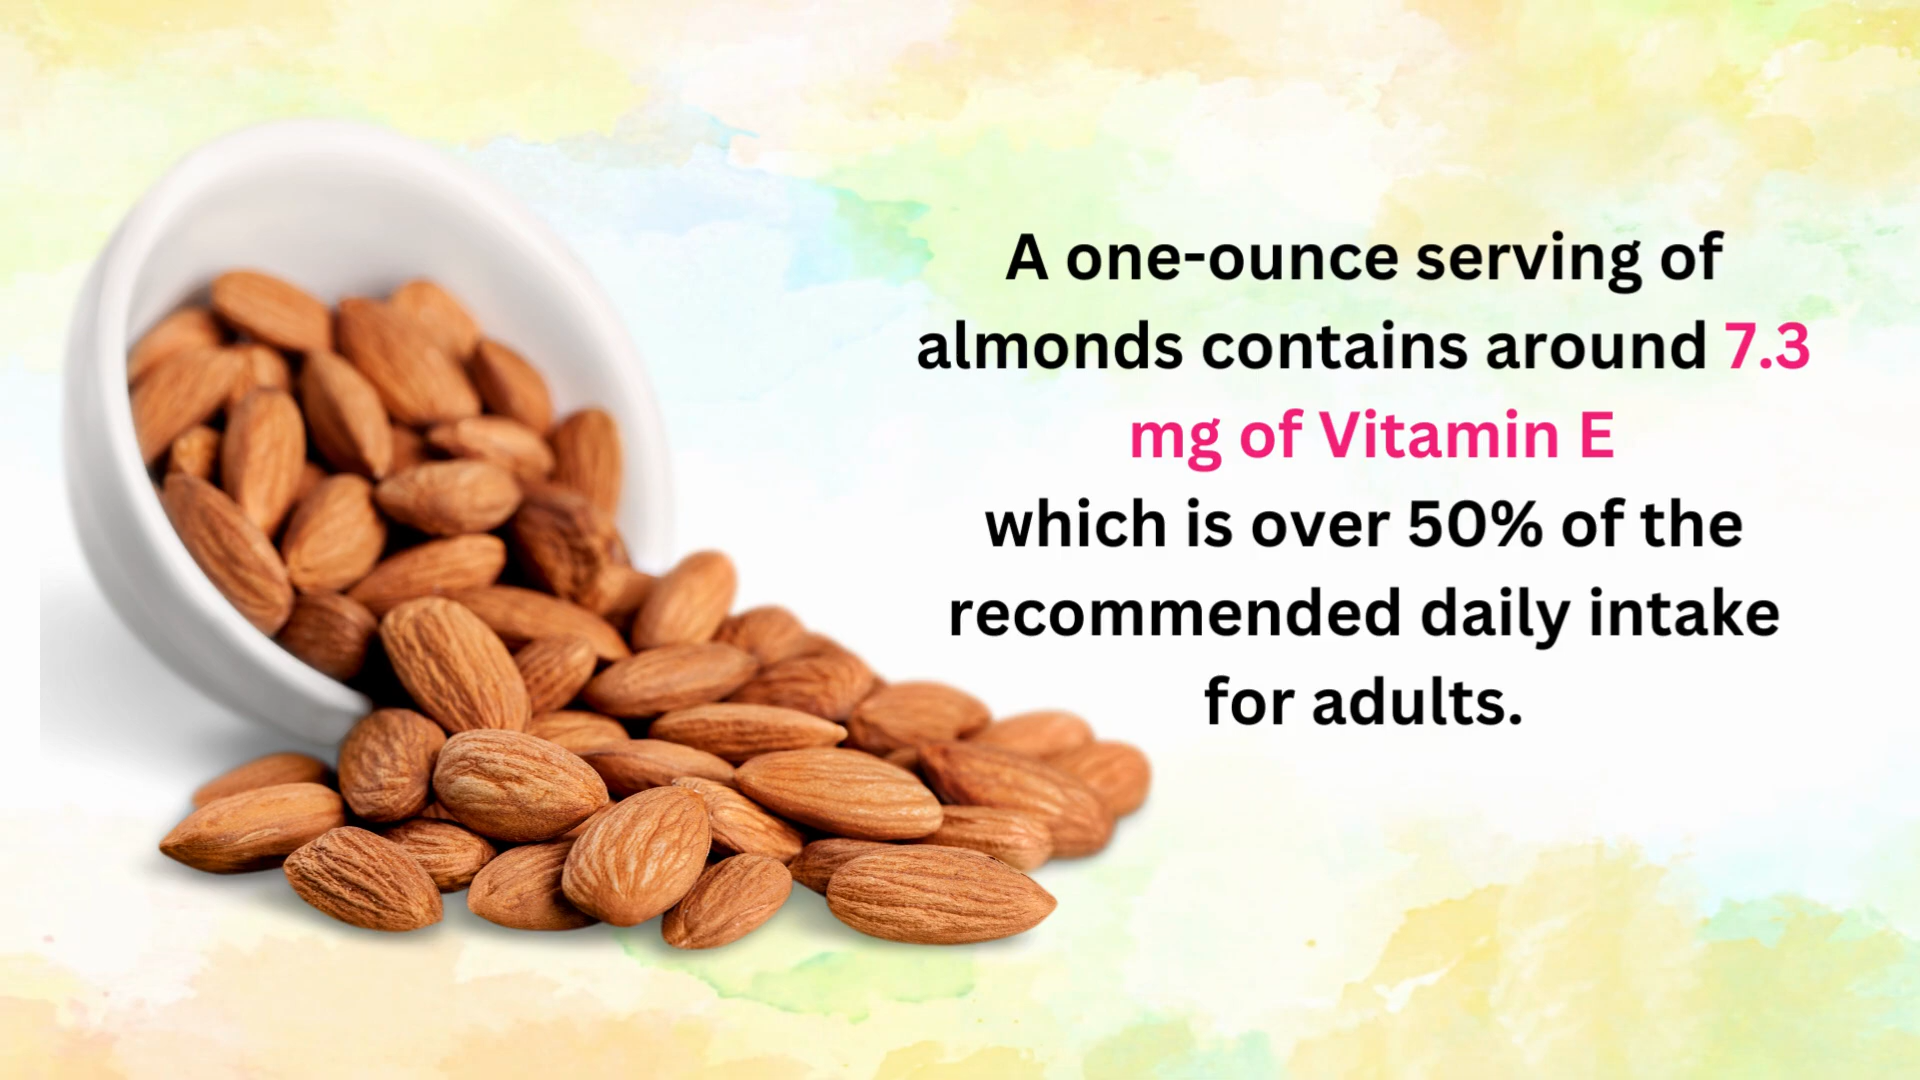 A one-ounce serving of
almonds contains around 7.3
mg of Vitamin E
which is over 50% of the
recommended daily intake
for adults.